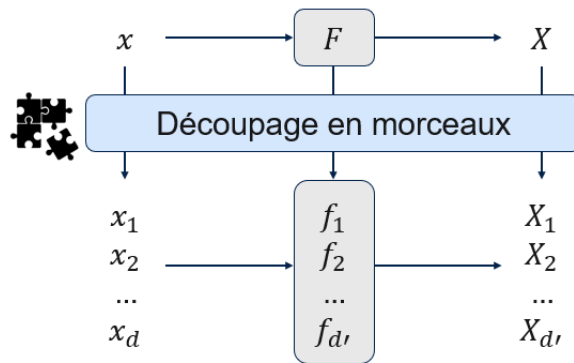 x F X
Découpage en morceaux
x₁ f₁ X₁
x₂ f₂ X₂
... ... ...
x_d f_d′ X_d′